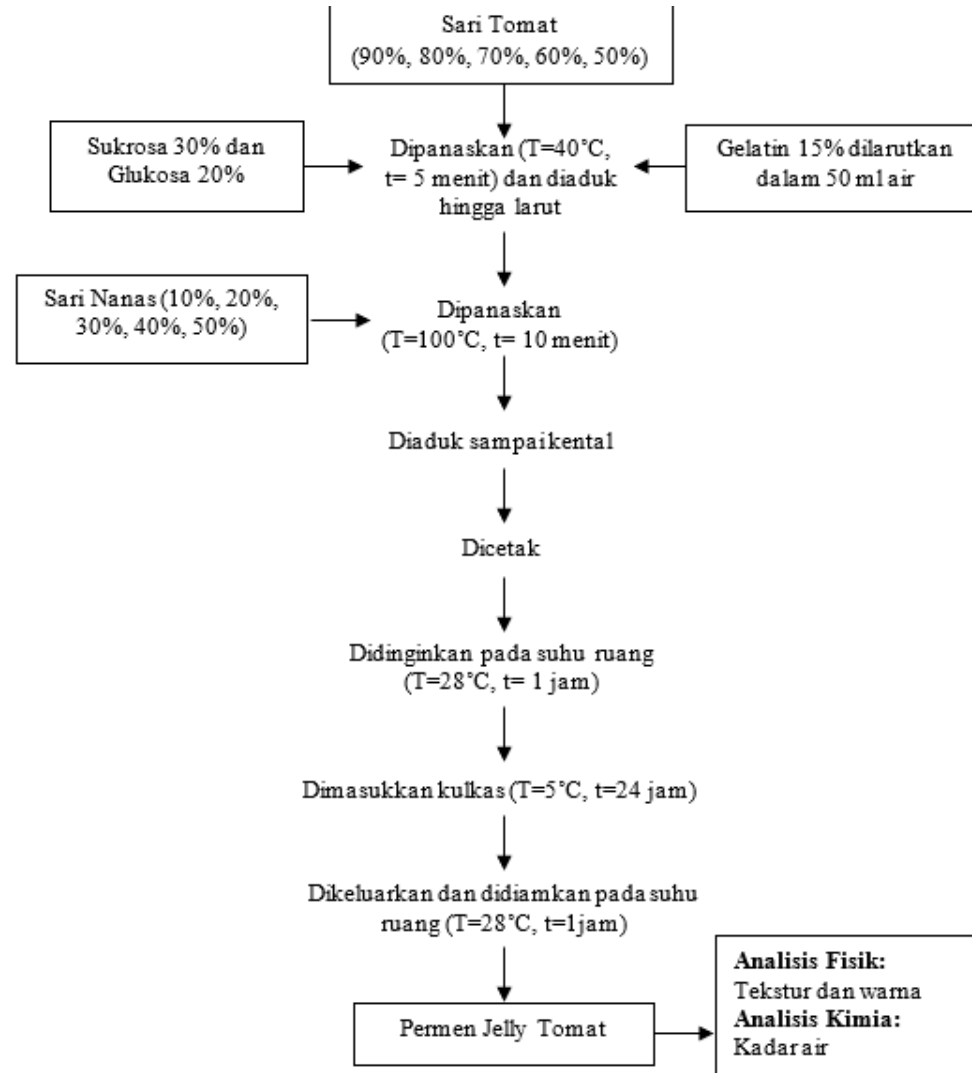 Sari Tomat
(90%, 80%, 70%, 60%, 50%)
Sukrosa 30% dan
Glukosa 20%
Dipanaskan (T=40°C,
t= 5 menit) dan diaduk
hingga larut
Gelatin 15% dilarutkan
dalam 50 ml air
Sari Nanas (10%, 20%,
30%, 40%, 50%)
Dipanaskan
(T=100°C, t= 10 menit)
Diaduk sampai kental
Dicetak
Didinginkan pada suhu ruang
(T=28°C, t= 1 jam)
Dimasukkan kulkas (T=5°C, t=24 jam)
Dikeluarkan dan didiamkan pada suhu
ruang (T=28°C, t=1jam)
Permen Jelly Tomat
Analisis Fisik:
Tekstur dan warna
Analisis Kimia:
Kadar air